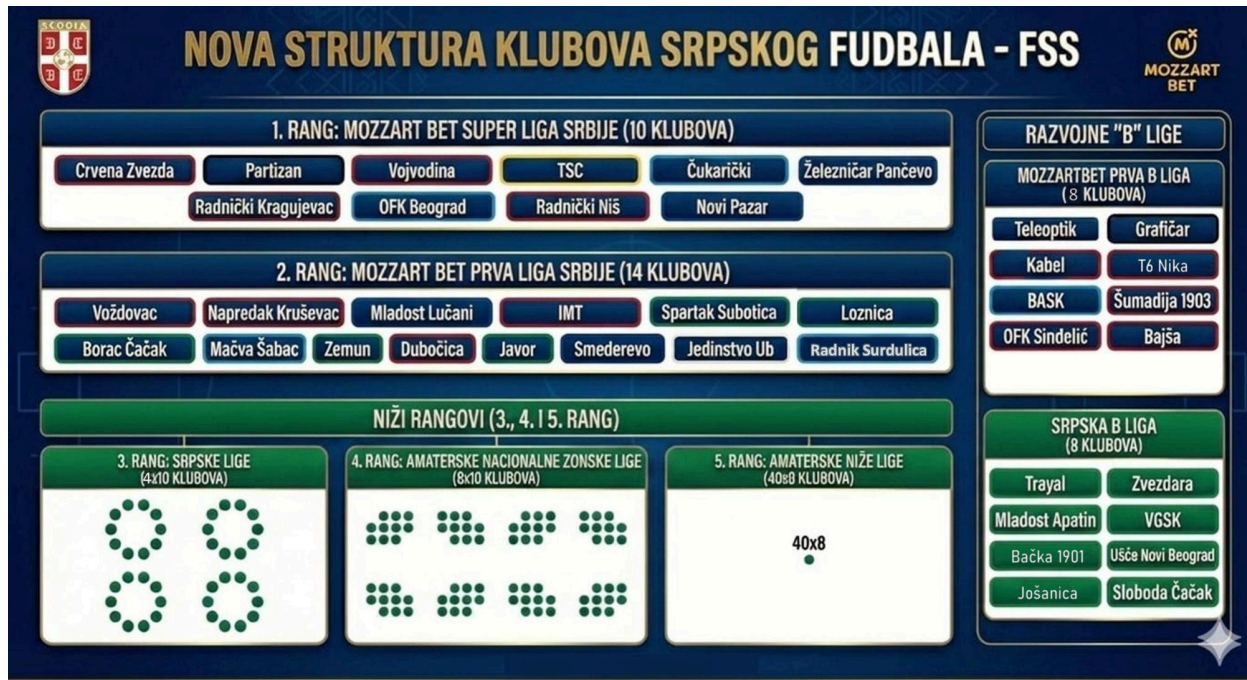 SCODIA
NOVA STRUKTURA KLUBOVA SRPSKOG FUDBALA - FSS
MOZZART
BET
1. RANG: MOZZART BET SUPER LIGA SRBIJE (10 KLUBOVA)
Crvena Zvezda
Partizan
Vojvodina
TSC
Čukarički
Železničar Pančevo
Radnički Kragujevac
OFK Beograd
Radnički Niš
Novi Pazar
2. RANG: MOZZART BET PRVA LIGA SRBIJE (14 KLUBOVA)
Voždovac
Napredak Kruševac
Mladost Lučani
IMT
Spartak Subotica
Loznica
Borac Čačak
Mačva Šabac
Zemun
Dubočica
Javor
Smederevo
Jedinstvo Ub
Radnik Surdulica
NIŽI RANGOVI (3., 4. I 5. RANG)
3. RANG: SRPSKE LIGE
(4x10 KLUBOVA)
4. RANG: AMATERSKE NACIONALNE ZONSKE LIGE
(8x10 KLUBOVA)
5. RANG: AMATERSKE NIŽE LIGE
(40x8 KLUBOVA)
40x8
RAZVOJNE "B" LIGE
MOZZARTBET PRVA B LIGA
(8 KLUBOVA)
Teleoptik
Grafičar
Kabel
T6 Nika
BASK
Šumadija 1903
OFK Sinđelić
Bajša
SRPSKA B LIGA
(8 KLUBOVA)
Trayal
Zvezdara
Mladost Apatin
VGSK
Bačka 1901
Ušće Novi Beograd
Jošanica
Sloboda Čačak